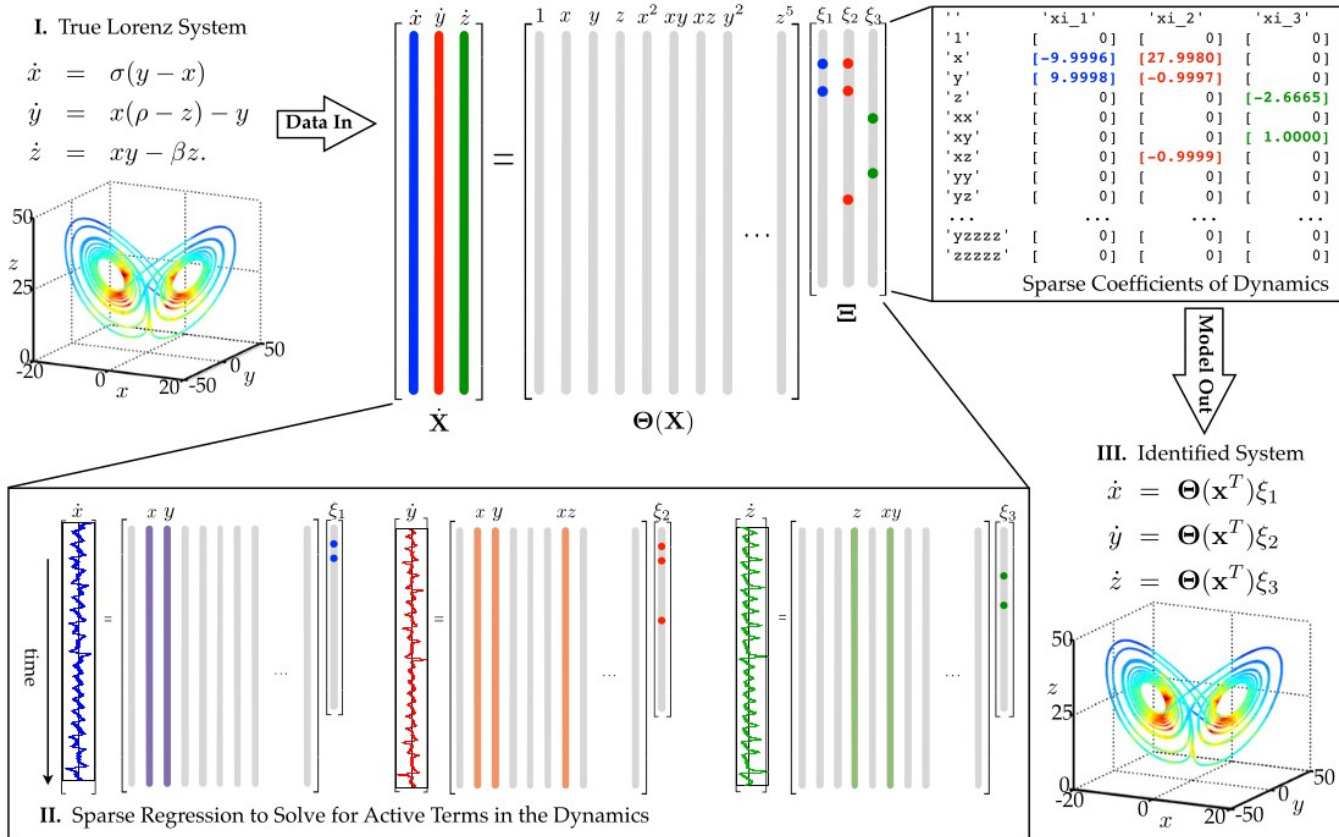 I. True Lorenz System
ẋ = σ(y − x)
ẏ = x(ρ − z) − y
ż = xy − βz.
Data In
z
50
25
0
-20
0
20
x
-50
0
50
y
ẋ ẏ ż
=
1 x y z x² xy xz y² z⁵
...
ξ₁ ξ₂ ξ₃
Ẋ
Θ(X)
Ξ
'' 'xi_1' 'xi_2' 'xi_3'
'1' [ 0] [ 0] [ 0]
'x' [-9.9996] [27.9980] [ 0]
'y' [ 9.9998] [-0.9997] [ 0]
'z' [ 0] [ 0] [-2.6665]
'xx' [ 0] [ 0] [ 0]
'xy' [ 0] [ 0] [ 1.0000]
'xz' [ 0] [-0.9999] [ 0]
'yy' [ 0] [ 0] [ 0]
'yz' [ 0] [ 0] [ 0]
... ... ... ...
'yzzzz' [ 0] [ 0] [ 0]
'zzzzz' [ 0] [ 0] [ 0]
Sparse Coefficients of Dynamics
Model Out
time
ẋ
=
x y
...
ξ₁
ẏ
=
x y xz
...
ξ₂
ż
=
z xy
...
ξ₃
II. Sparse Regression to Solve for Active Terms in the Dynamics
III. Identified System
ẋ = Θ(xᵀ)ξ₁
ẏ = Θ(xᵀ)ξ₂
ż = Θ(xᵀ)ξ₃
z
50
25
0
-20
0
20
x
-50
0
50
y